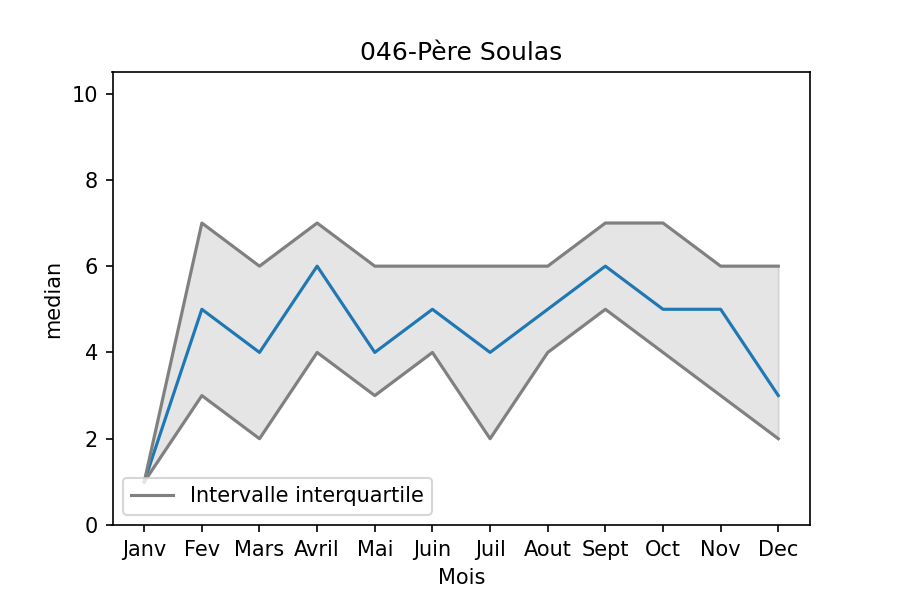 046-Père Soulas
10
8
6
4
2
0
median
Intervalle interquartile
Janv Fev Mars Avril Mai Juin Juil Aout Sept Oct Nov Dec
Mois